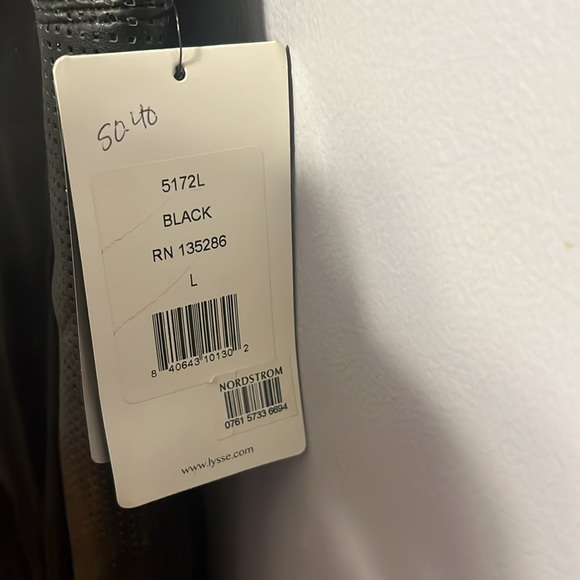 50-40
5172L
BLACK
RN 135286
L
8 40643 10130 2
NORDSTROM
0761 5733 6694
www.lysse.com